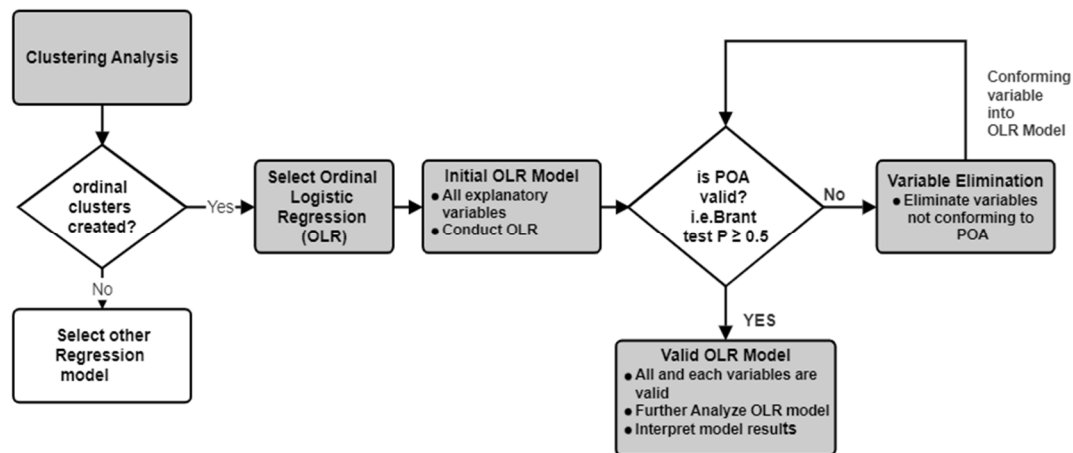 Clustering Analysis
ordinal
clusters
created?
Yes
No
Select other
Regression
model
Select Ordinal
Logistic
Regression
(OLR)
Initial OLR Model
● All explanatory
variables
● Conduct OLR
is POA
valid?
i.e.Brant
test P ≥ 0.5
No
Variable Elimination
● Eliminate variables
not conforming to
POA
Conforming
variable
into
OLR Model
YES
Valid OLR Model
● All and each variables are
valid
● Further Analyze OLR model
● Interpret model results